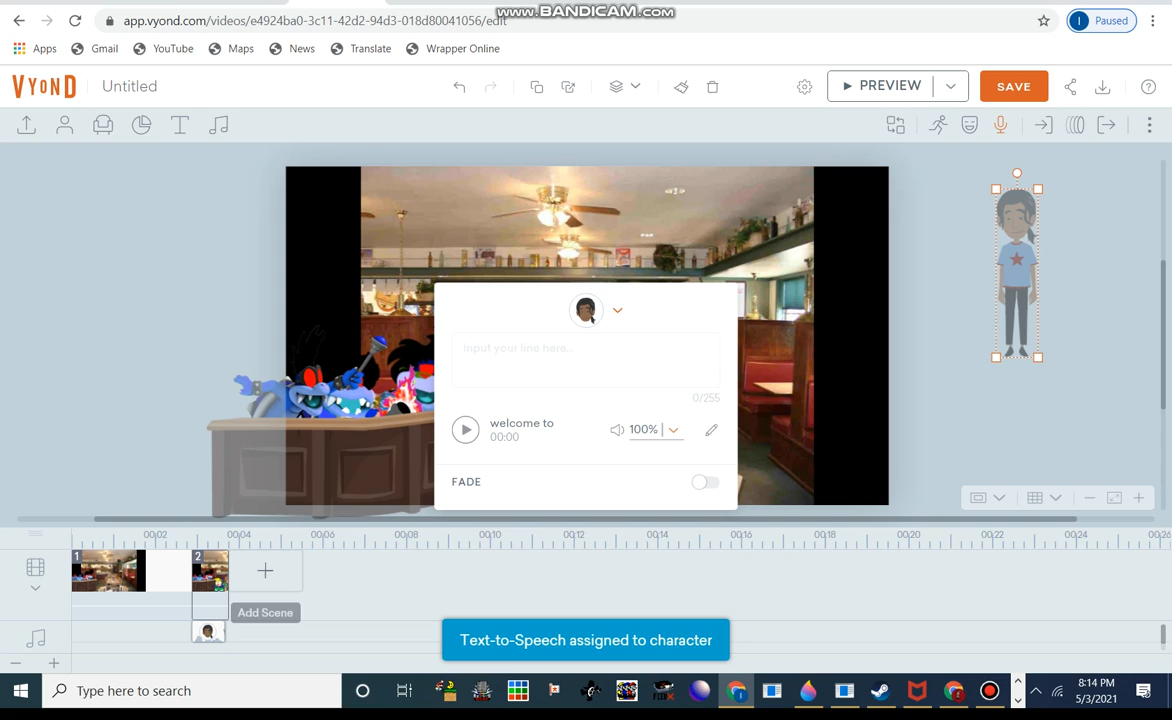 www.BANDICAM.com
app.vyond.com/videos/e4924ba0-3c11-42d2-94d3-018d80041056/edit
I Paused
Apps Gmail YouTube Maps News Translate Wrapper Online
VYOND Untitled PREVIEW SAVE
Input your line here...
0/255
welcome to
00:00
100%
FADE
00:02 00:04 00:06 00:08 00:10 00:12 00:14 00:16 00:18 00:20 00:22 00:24 00:26
1 2
Add Scene
Text-to-Speech assigned to character
Type here to search
8:14 PM
5/3/2021